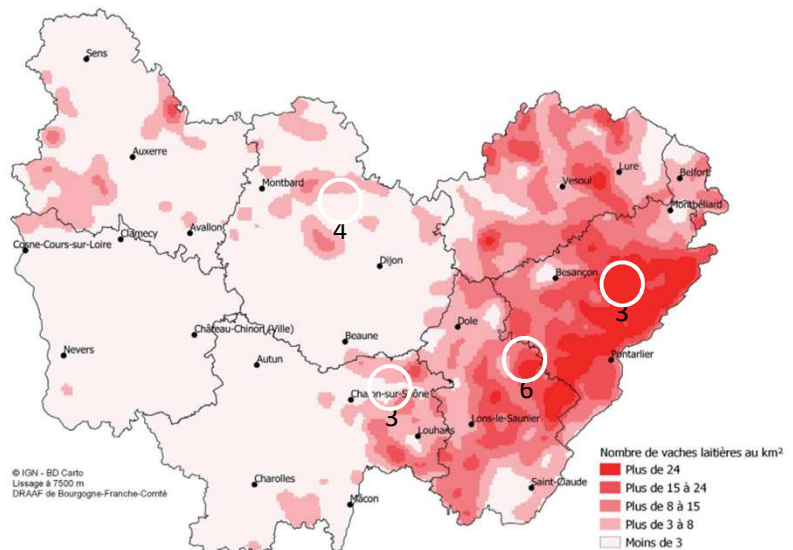 Sens
Auxerre
Montbard
Lure
Vesoul
Belfort
Montbéliard
4
Avallon
Clamecy
Cosne-Cours-sur-Loire
Dijon
Besançon
3
Château-Chinon (Ville)
Dole
Beaune
Nevers
Autun
Pontarlier
6
Chalon-sur-Saône
3
Louhans
Lons-le-Saunier
Charolles
Mâcon
Saint-Claude
© IGN - BD Carto
Lissage à 7500 m
DRAAF de Bourgogne-Franche-Comté
Nombre de vaches laitières au km²
Plus de 24
Plus de 15 à 24
Plus de 8 à 15
Plus de 3 à 8
Moins de 3